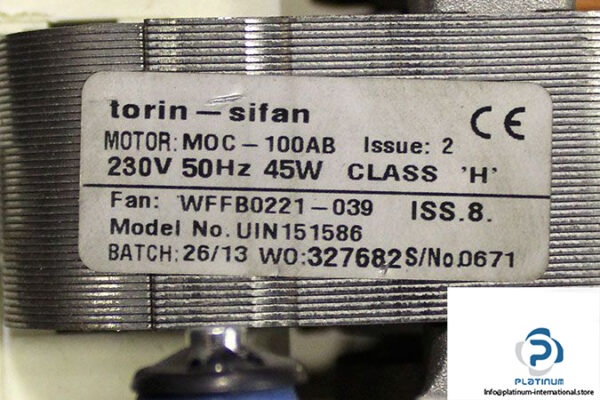 torin-sifan
MOTOR: MOC-100AB Issue: 2
230V 50Hz 45W CLASS 'H'
CE
Fan: WFFB0221-039 ISS.8.
Model No. UIN151586
BATCH: 26/13 WO: 327682 S/No.0671
PLATINUM
Info@platinum-international.store